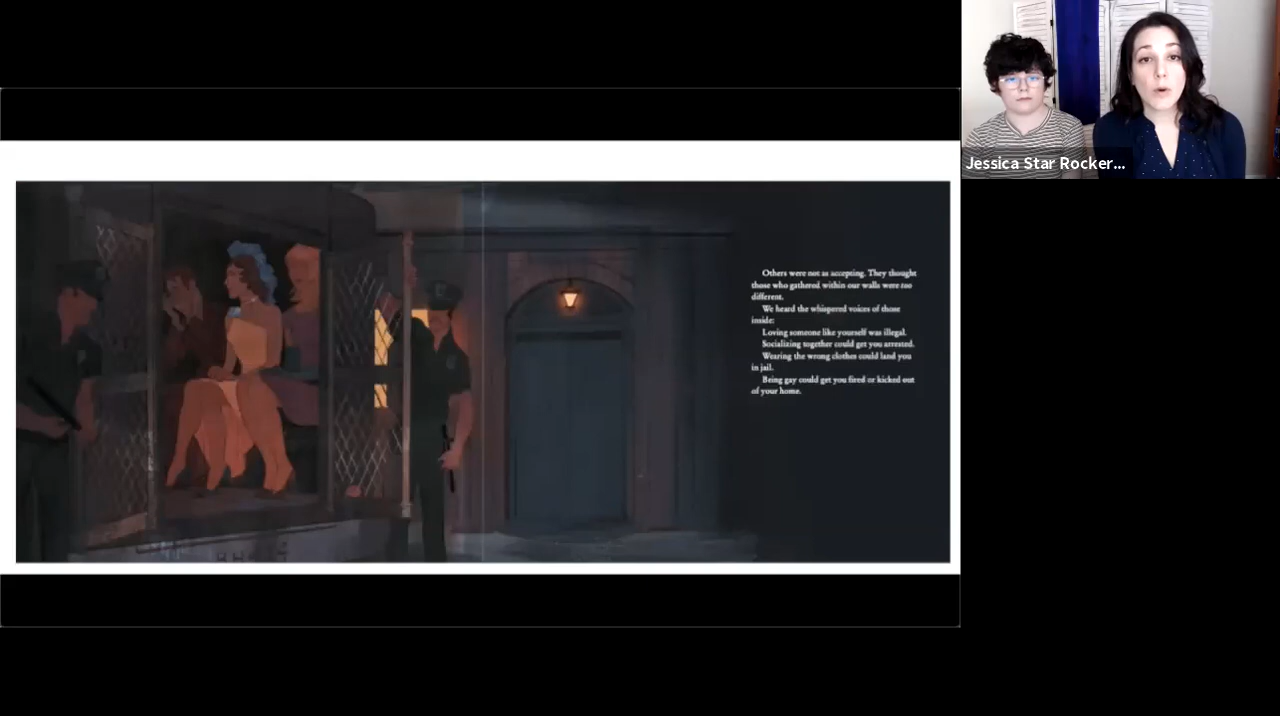 Jessica Star Rocker...
Others were not as accepting. They thought
those who gathered within our walls were too
different.
We heard the whispered voices of those
inside:
Loving someone like yourself was illegal.
Socializing together could get you arrested.
Wearing the wrong clothes could land you
in jail.
Being gay could get you fired or kicked out
of your home.